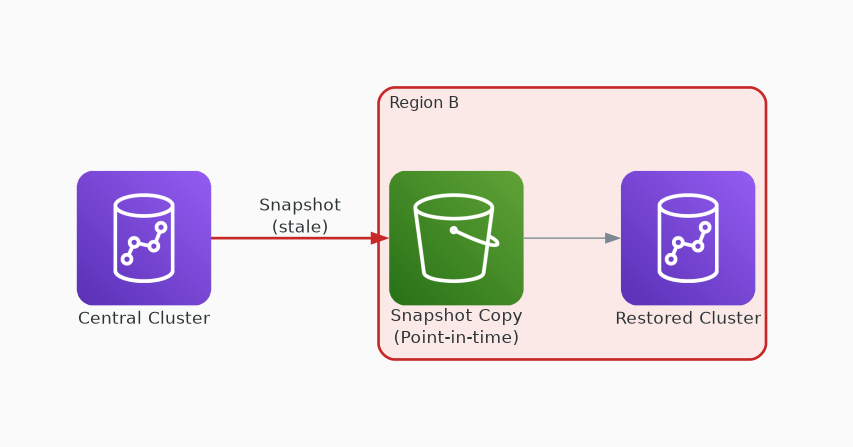 Region B
Snapshot
(stale)
Central Cluster
Snapshot Copy
(Point-in-time)
Restored Cluster